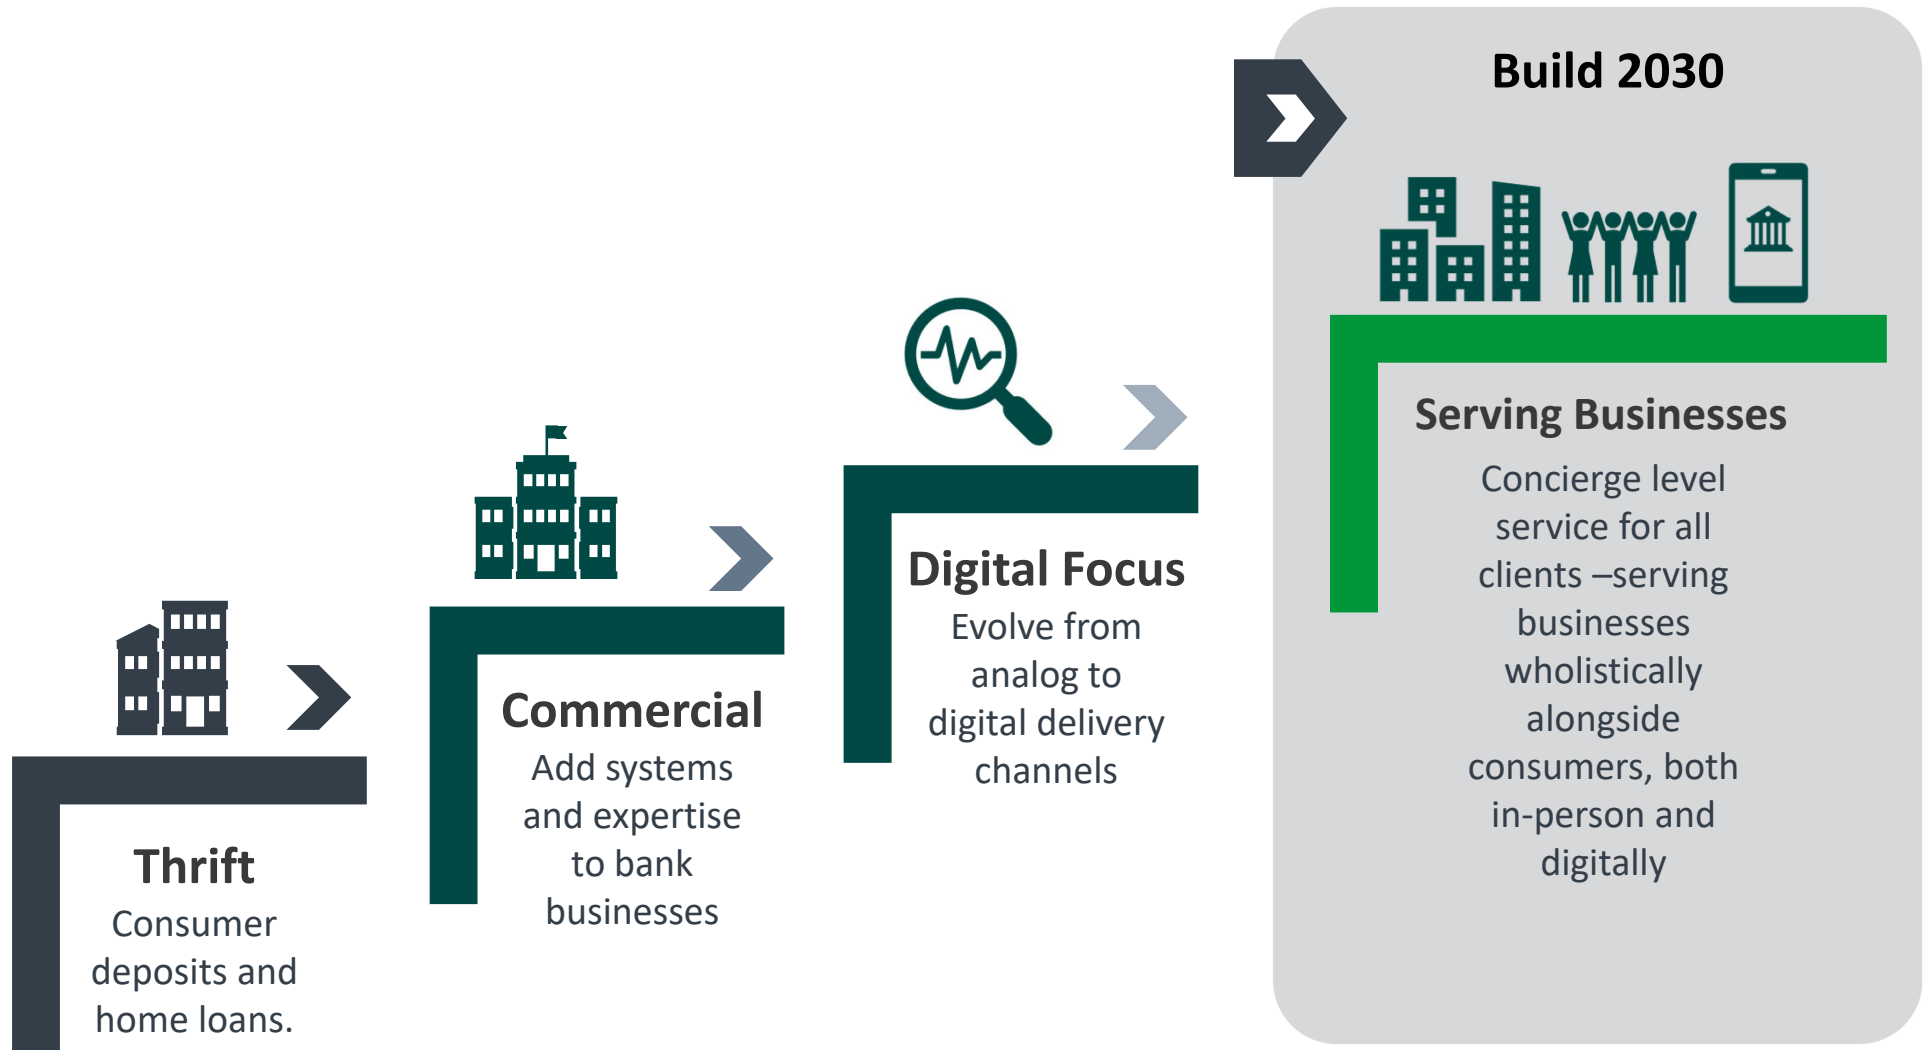 Build 2030
Serving Businesses
Concierge level
service for all
clients –serving
businesses
wholistically
alongside
consumers, both
in-person and
digitally
Digital Focus
Evolve from
analog to
digital delivery
channels
Commercial
Add systems
and expertise
to bank
businesses
Thrift
Consumer
deposits and
home loans.